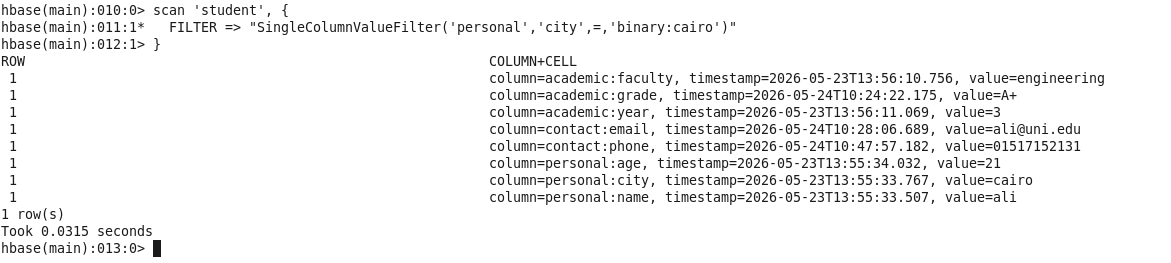 hbase(main):010:0> scan 'student', {
hbase(main):011:1*   FILTER => "SingleColumnValueFilter('personal','city',=,'binary:cairo')"
hbase(main):012:1> }
ROW                                                          COLUMN+CELL
 1                                                           column=academic:faculty, timestamp=2026-05-23T13:56:10.756, value=engineering
 1                                                           column=academic:grade, timestamp=2026-05-24T10:24:22.175, value=A+
 1                                                           column=academic:year, timestamp=2026-05-23T13:56:11.069, value=3
 1                                                           column=contact:email, timestamp=2026-05-24T10:28:06.689, value=ali@uni.edu
 1                                                           column=contact:phone, timestamp=2026-05-24T10:47:57.182, value=01517152131
 1                                                           column=personal:age, timestamp=2026-05-23T13:55:34.032, value=21
 1                                                           column=personal:city, timestamp=2026-05-23T13:55:33.767, value=cairo
 1                                                           column=personal:name, timestamp=2026-05-23T13:55:33.507, value=ali
1 row(s)
Took 0.0315 seconds
hbase(main):013:0>